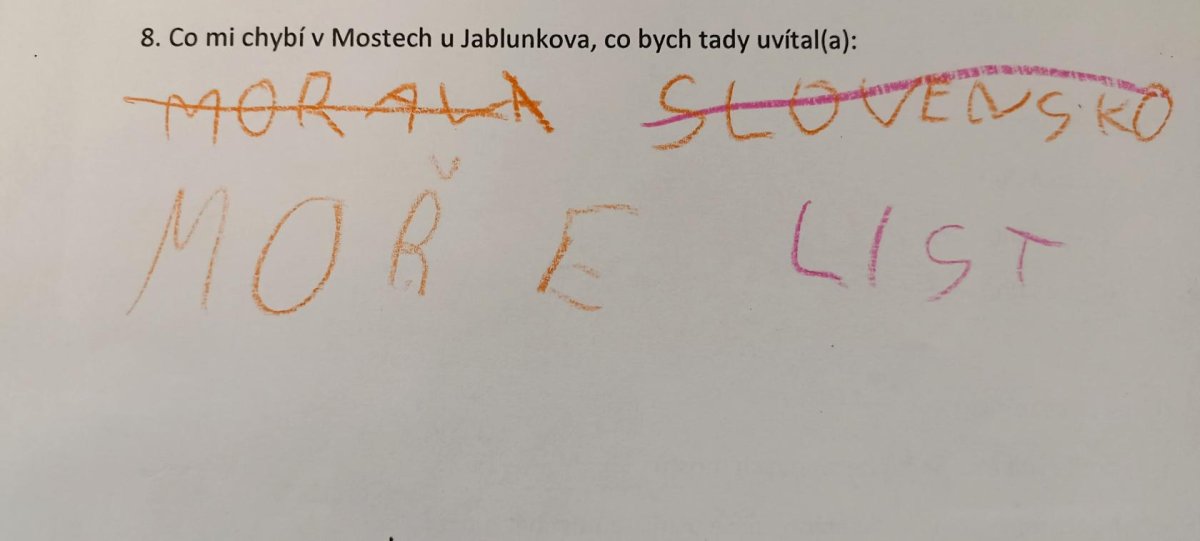 8. Co mi chybí v Mostech u Jablunkova, co bych tady uvítal(a):
MORAVA SLOVENSKO
MOŘE LIST